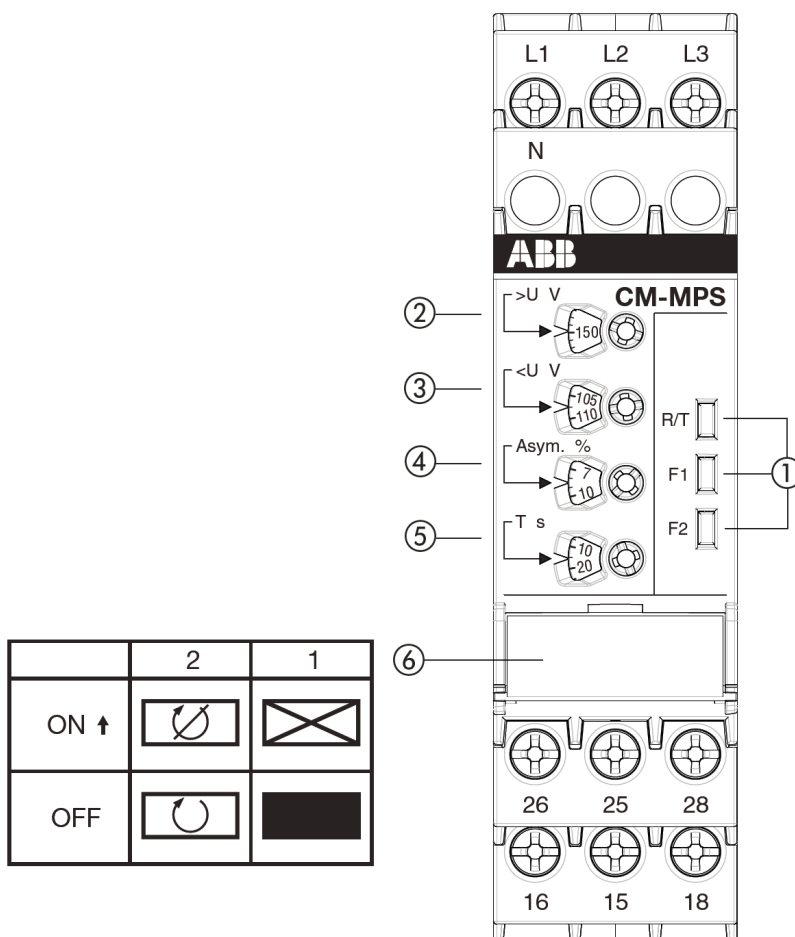 L1 L2 L3
N
ABB
CM-MPS
② >U V
150
③ <U V
105
110
R/T
④ Asym. %
7
10
F1
①
⑤ T s
10
20
F2
⑥
2 1
ON ↑
OFF
26 25 28
16 15 18